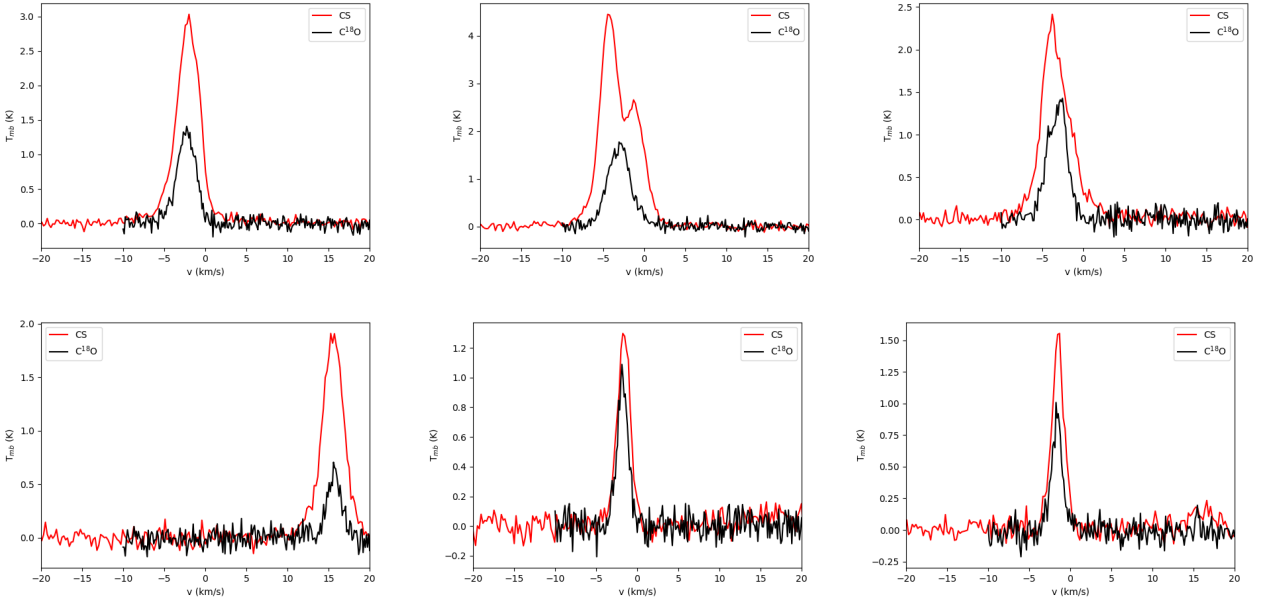 3.0
2.5
2.0
1.5
1.0
0.5
0.0
T_mb (K)
−20 −15 −10 −5 0 5 10 15 20
v (km/s)
CS
C¹⁸O
4
3
2
1
0
T_mb (K)
−20 −15 −10 −5 0 5 10 15 20
v (km/s)
CS
C¹⁸O
2.5
2.0
1.5
1.0
0.5
0.0
T_mb (K)
−20 −15 −10 −5 0 5 10 15 20
v (km/s)
CS
C¹⁸O
2.0
1.5
1.0
0.5
0.0
T_mb (K)
−20 −15 −10 −5 0 5 10 15 20
v (km/s)
CS
C¹⁸O
1.2
1.0
0.8
0.6
0.4
0.2
0.0
−0.2
T_mb (K)
−20 −15 −10 −5 0 5 10 15 20
v (km/s)
CS
C¹⁸O
1.50
1.25
1.00
0.75
0.50
0.25
0.00
−0.25
T_mb (K)
−20 −15 −10 −5 0 5 10 15 20
v (km/s)
CS
C¹⁸O